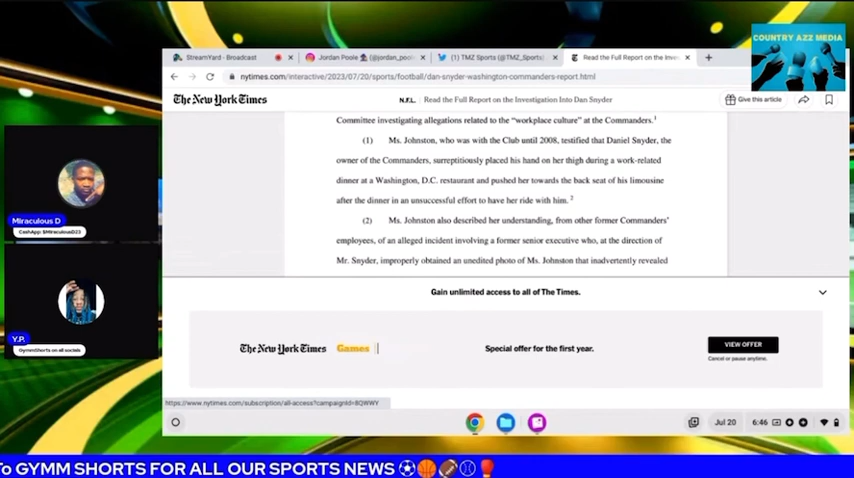 COUNTRY AZZ MEDIA
StreamYard - Broadcast
Jordan Poole
(@jordan_pool
(1) TMZ Sports (@TMZ_Sports)
Read the Full Report on the Inves
nytimes.com/interactive/2023/07/20/sports/football/dan-snyder-washington-commanders-report.html
The New York Times
N.F.L. | Read the Full Report on the Investigation Into Dan Snyder
Give this article
Committee investigating allegations related to the “workplace culture” at the Commanders.1
(1) Ms. Johnston, who was with the Club until 2008, testified that Daniel Snyder, the
owner of the Commanders, surreptitiously placed his hand on her thigh during a work-related
dinner at a Washington, D.C. restaurant and pushed her towards the back seat of his limousine
after the dinner in an unsuccessful effort to have her ride with him. 2
(2) Ms. Johnston also described her understanding, from other former Commanders’
employees, of an alleged incident involving a former senior executive who, at the direction of
Mr. Snyder, improperly obtained an unedited photo of Ms. Johnston that inadvertently revealed
Miraculous D
CashApp $MiraculousD23
Y.P.
Gymmshorts on all socials
Gain unlimited access to all of The Times.
The New York Times Games
Special offer for the first year.
VIEW OFFER
Cancel or pause anytime.
https://www.nytimes.com/subscription/all-access?campaignId=8QWWY
Jul 20
6:46
To GYMM SHORTS FOR ALL OUR SPORTS NEWS ⚽🏀🏈⚾🥊